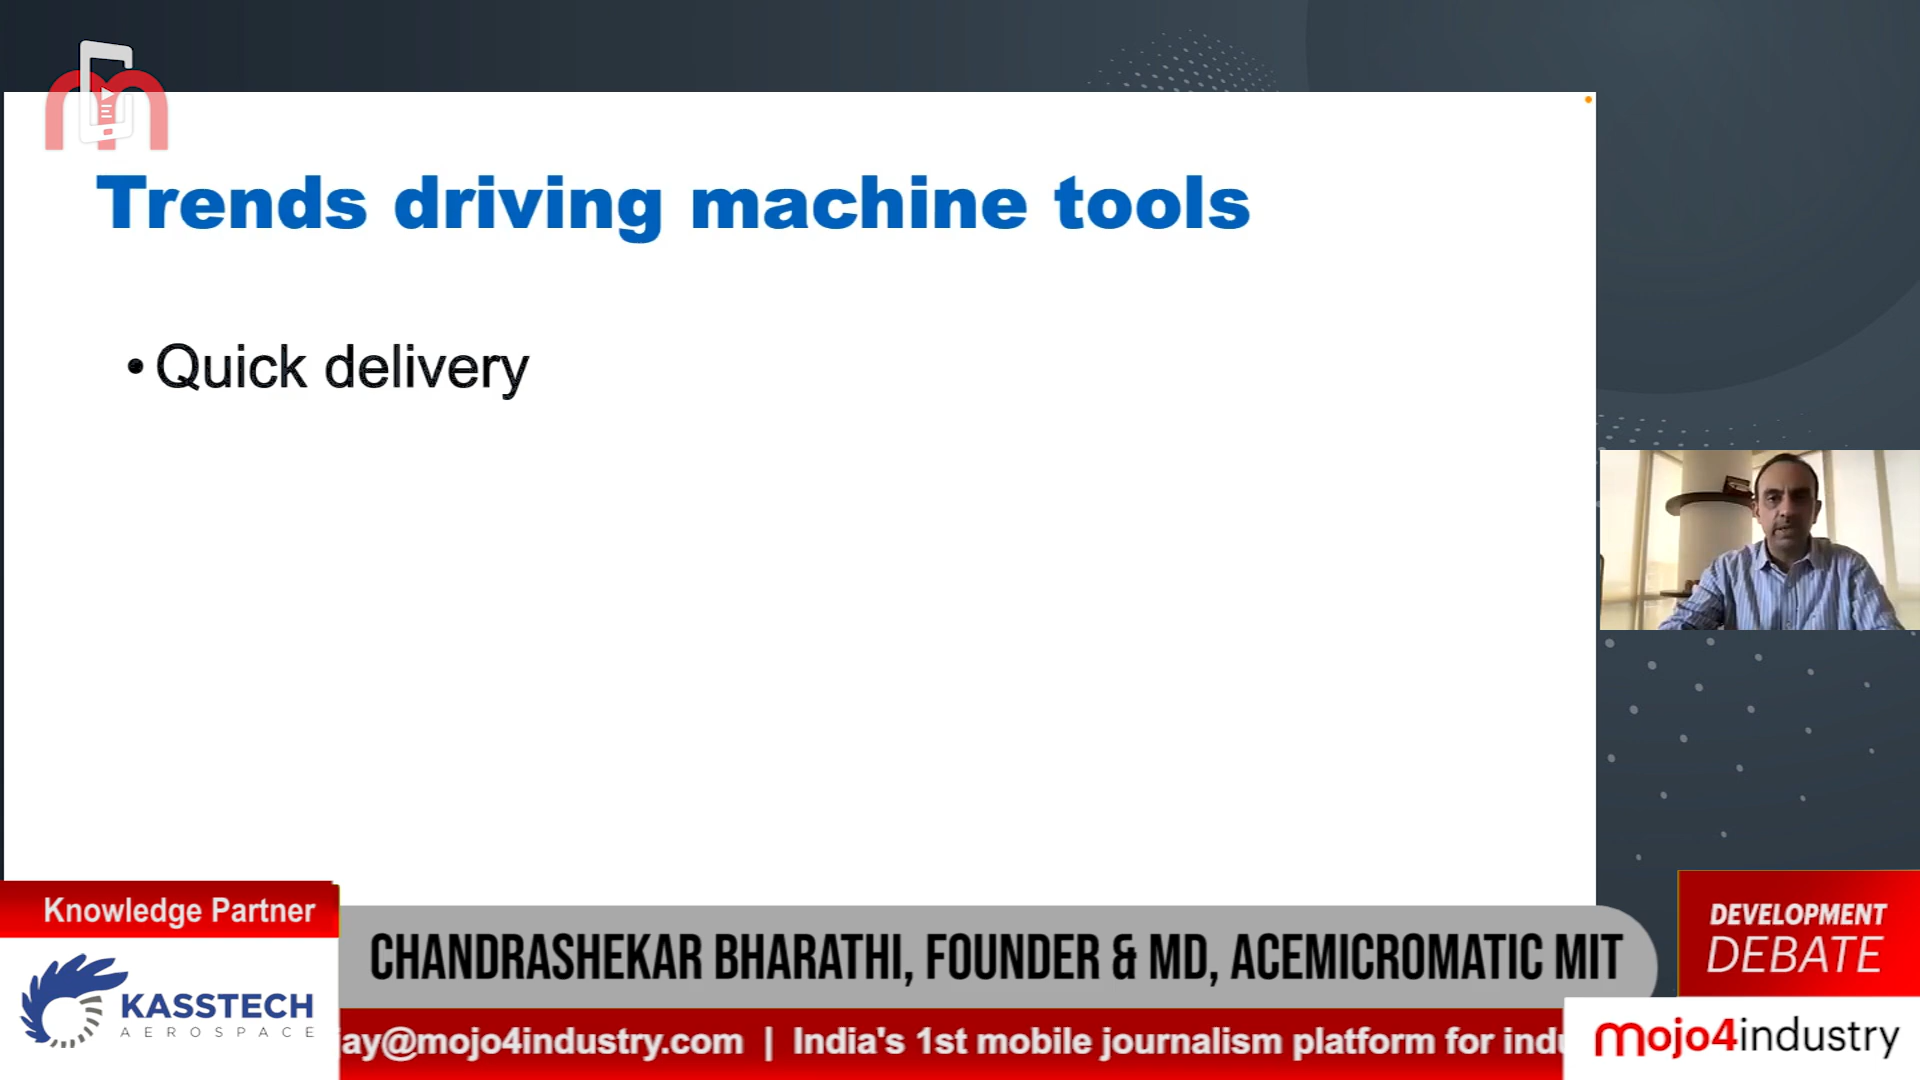 Trends driving machine tools
• Quick delivery
Knowledge Partner
KASSTECH
AEROSPACE
CHANDRASHEKAR BHARATHI, FOUNDER & MD, ACEMICROMATIC MIT
jay@mojo4industry.com | India's 1st mobile journalism platform for indu
DEVELOPMENT
DEBATE
mojo4industry